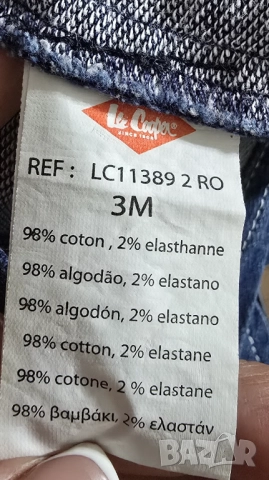 Lee Cooper
SINCE 1908
REF : LC11389 2 RO
3M
98% coton , 2% elasthanne
98% algodão, 2% elastano
98% algodón, 2% elastano
98% cotton, 2% elastane
98% cotone, 2 % elastane
98% βαμβάκι, 2% ελαστάν
BAZAR